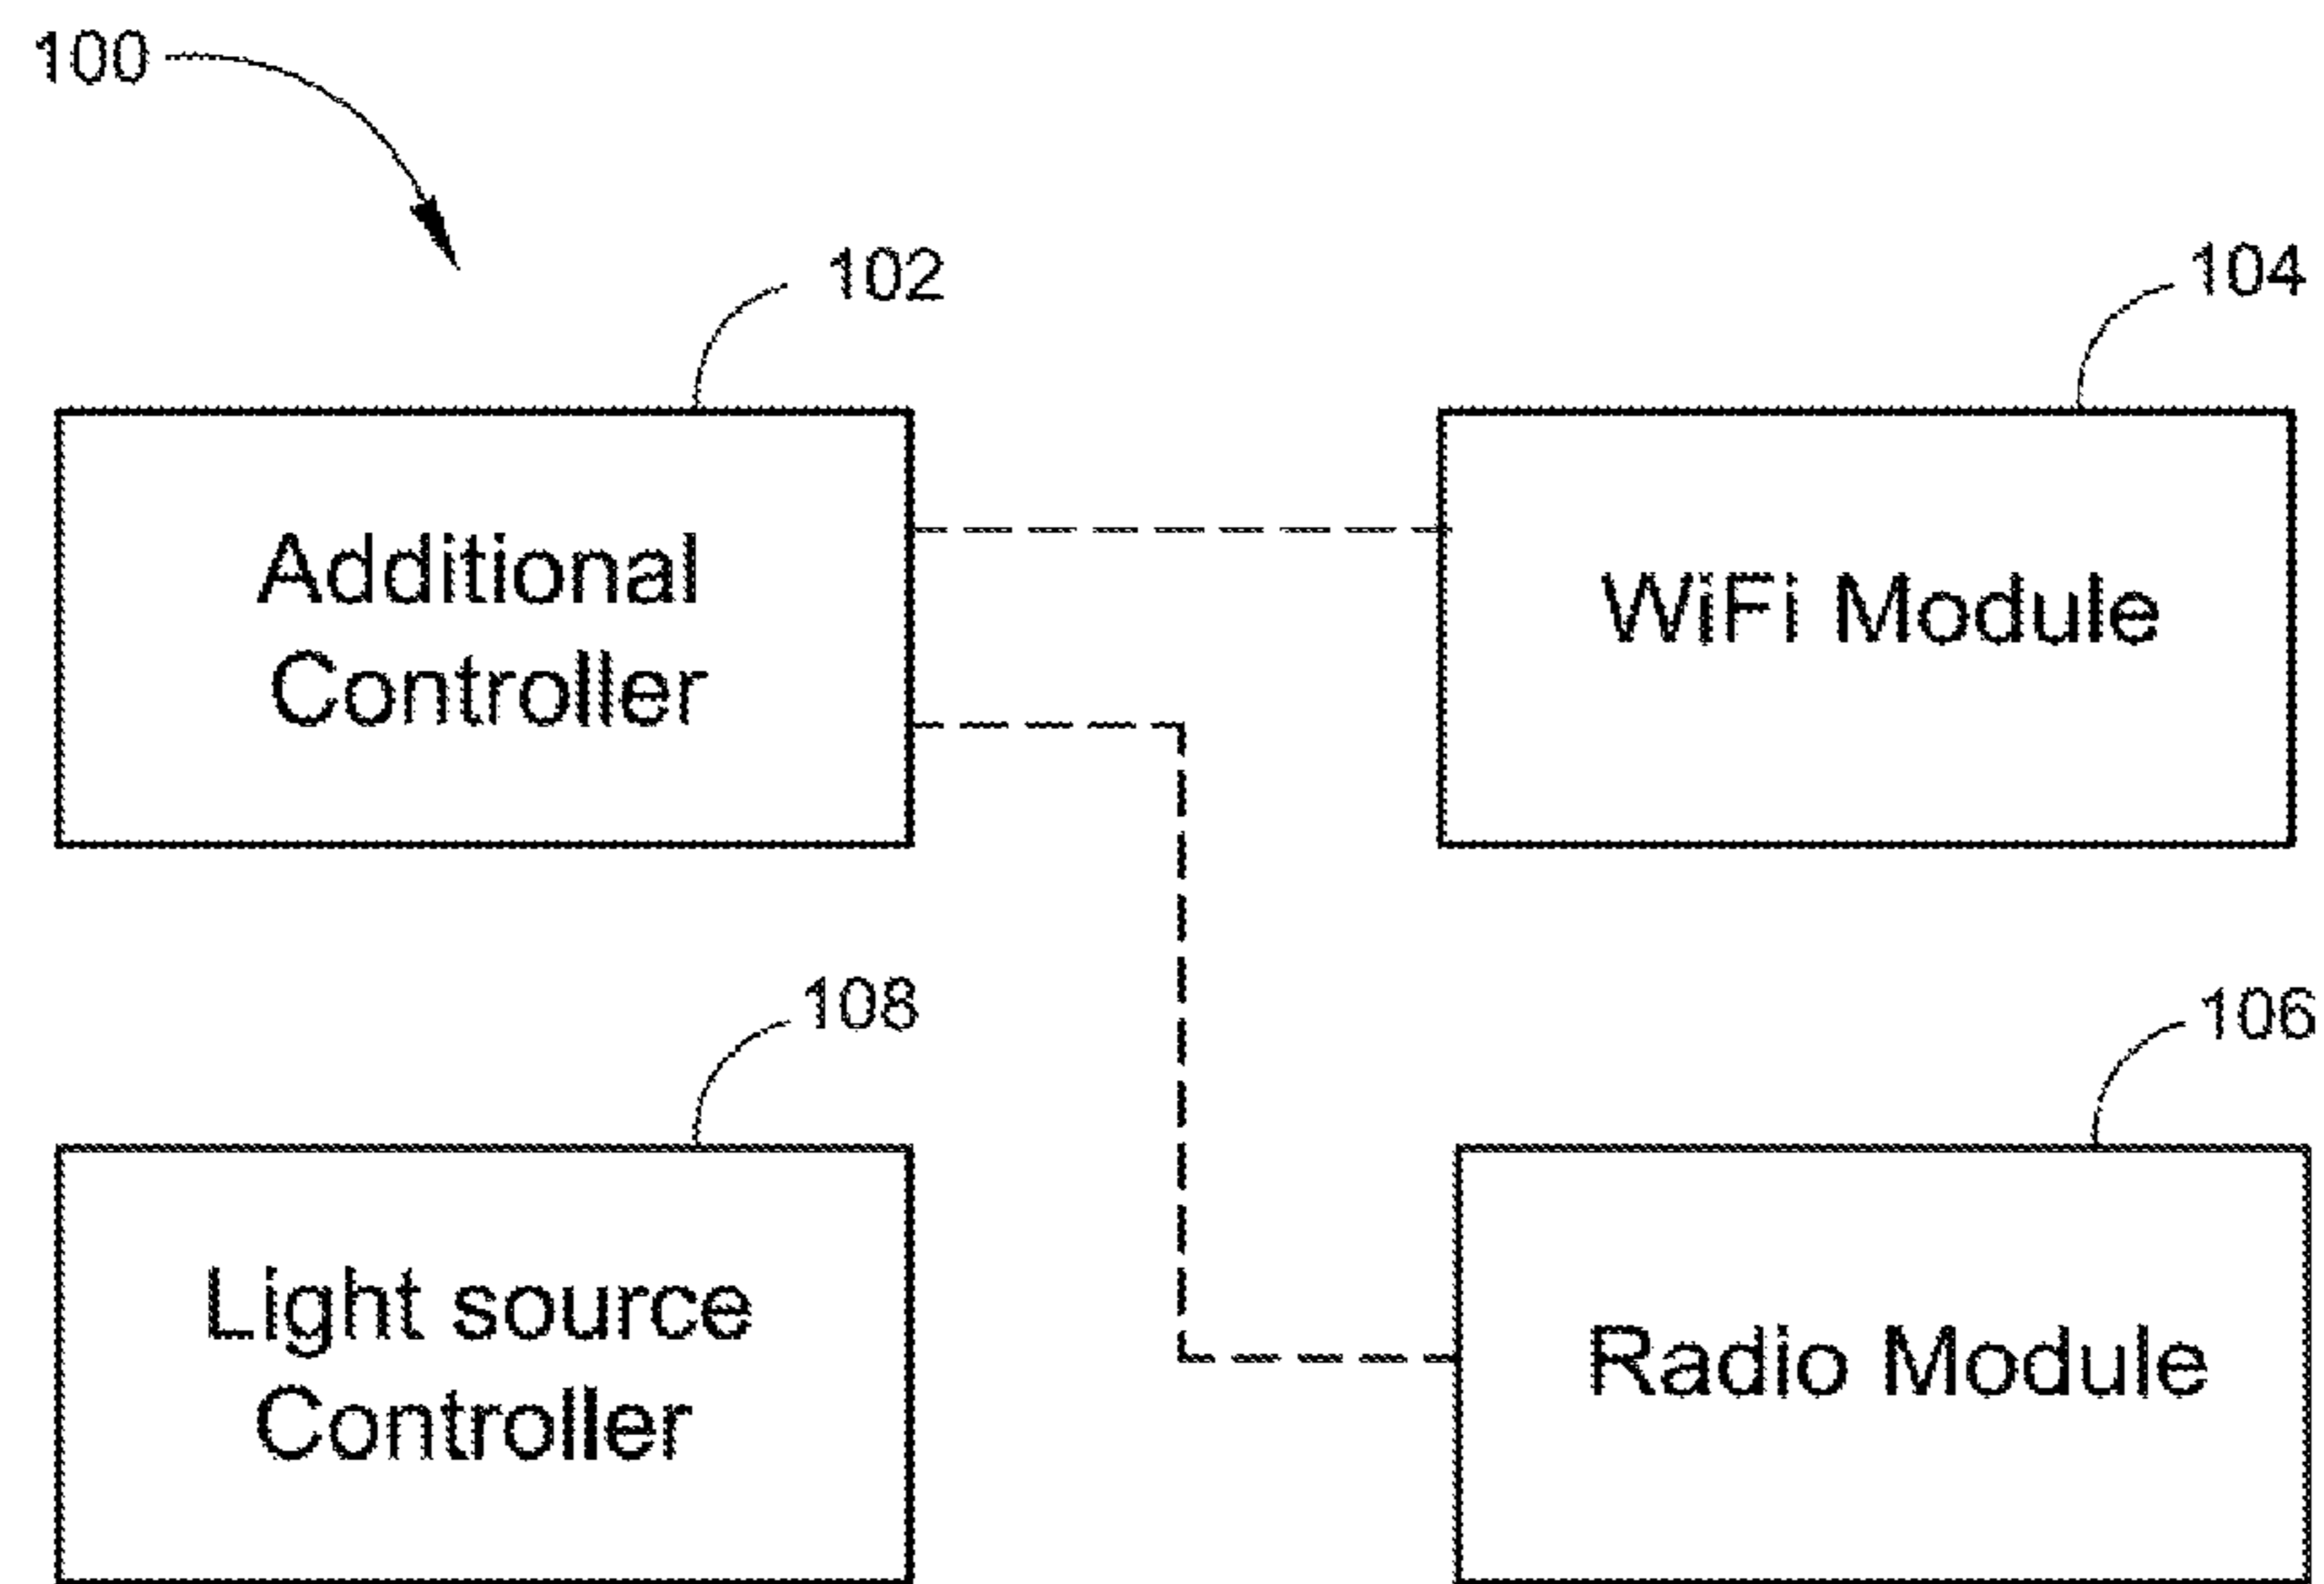 100
102
104
Additional
Controller
WiFi Module
108
106
Light source
Controller
Radio Module